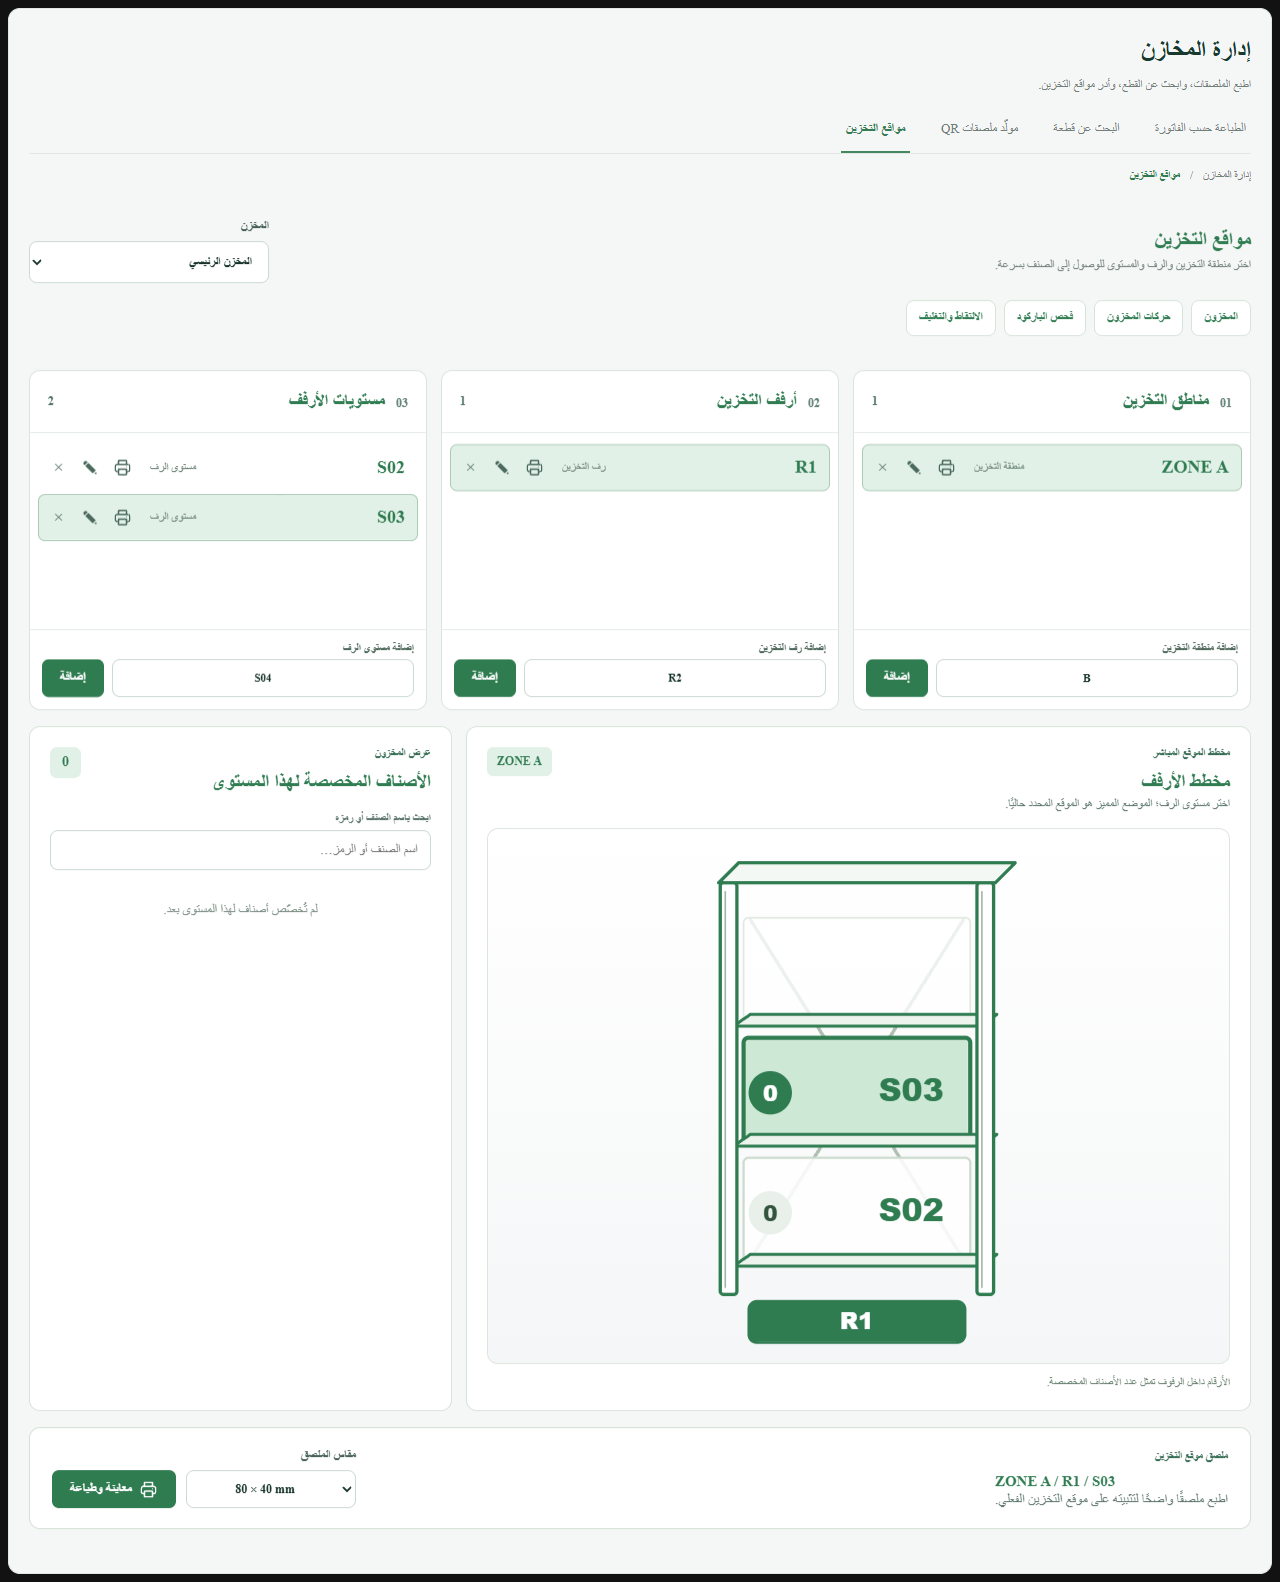 إدارة المخازن
اطبع الملصقات، وابحث عن القطع، وأدر مواقع التخزين.
الطباعة حسب الفاتورة
البحث عن قطعة
مولّد ملصقات QR
مواقع التخزين
إدارة المخازن / مواقع التخزين
مواقع التخزين
اختر منطقة التخزين والرف والمستوى للوصول إلى الصنف بسرعة.
المخزن
المخزن الرئيسي
المخزون
حركات المخزون
فحص الباركود
الالتقاط والتغليف
01 مناطق التخزين 1
ZONE A منطقة التخزين ×
إضافة منطقة التخزين
B إضافة
02 أرفف التخزين 1
R1 رف التخزين ×
إضافة رف التخزين
R2 إضافة
03 مستويات الأرفف 2
S02 مستوى الرف ×
S03 مستوى الرف ×
إضافة مستوى الرف
S04 إضافة
مخطط الموقع المباشر
مخطط الأرفف
اختر مستوى الرف؛ الموضع المميز هو الموقع المحدد حاليًا.
ZONE A
0 S03
0 S02
R1
الأرقام داخل الرفوف تمثل عدد الأصناف المخصصة.
عرض المخزون
الأصناف المخصصة لهذا المستوى
0
ابحث باسم الصنف أو رمزه
اسم الصنف أو الرمز...
لم تُخصَّص أصناف لهذا المستوى بعد.
ملصق موقع التخزين
ZONE A / R1 / S03
اطبع ملصقًا واضحًا لتثبيته على موقع التخزين الفعلي.
مقاس الملصق
80 × 40 mm
معاينة وطباعة